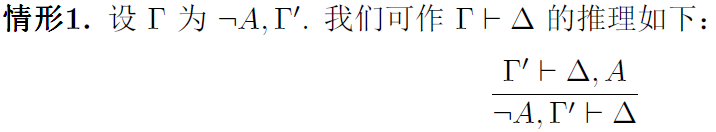 情形1. 设 Γ 为 ¬A, Γ′. 我们可作 Γ ⊢ Δ 的推理如下：
Γ′ ⊢ Δ, A
¬A, Γ′ ⊢ Δ